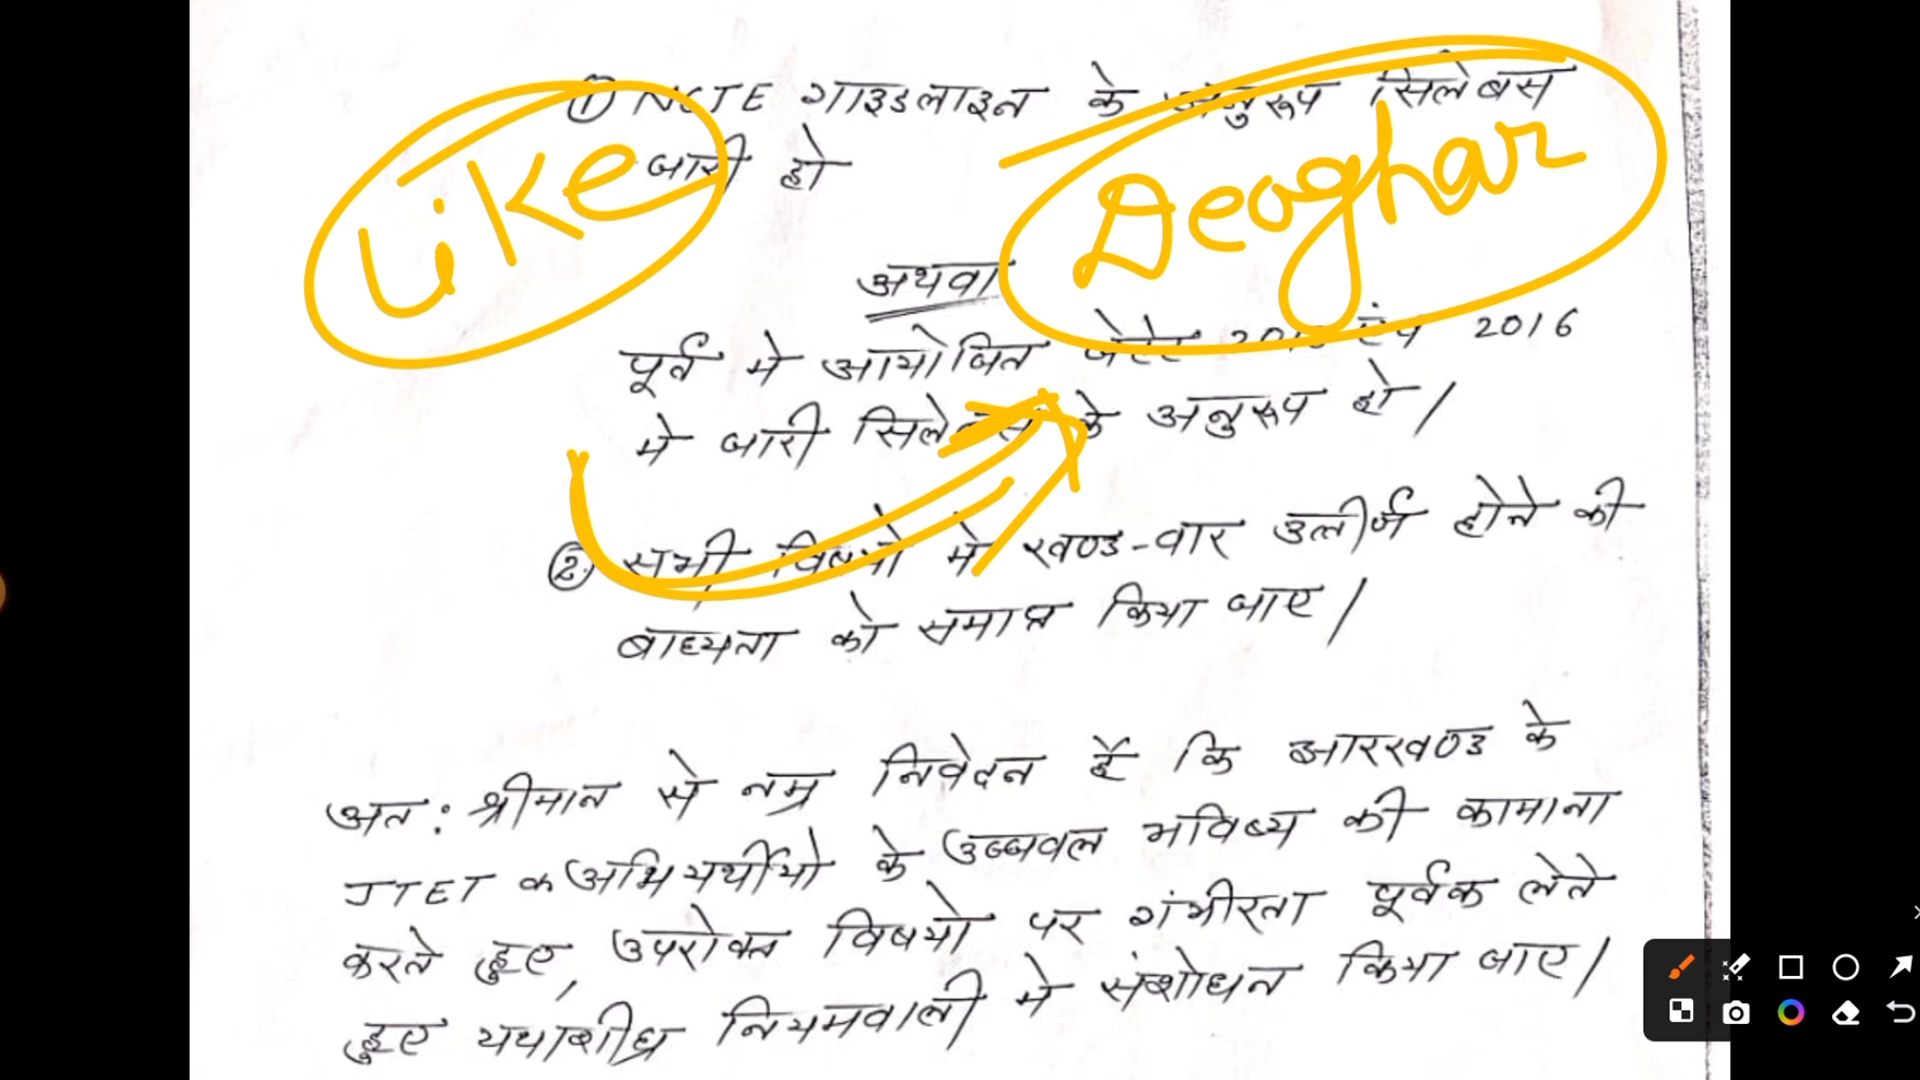 ① NCTE गाइडलाइन के अनुरूप सिलेबस
जारी हो
Like
Deoghar
अथवा
पूर्व मे आयोजित जेटेट एंव 2016
मे जारी सिलेबस के अनुरूप हो।
② सभी विषयो मे खण्ड-वार उत्तीर्ण होने की
बाध्यता को समाप्त किया जाए।
अत: श्रीमान से नम्र निवेदन है कि झारखण्ड के
JTET के अभियर्थीयो के उज्जवल भविष्य की कामाना
करते हुए, उपरोक्त विषयो पर गंभीरता पूर्वक लेते
हुए यथाशीघ्र नियमवाली मे संशोधन किया जाए।